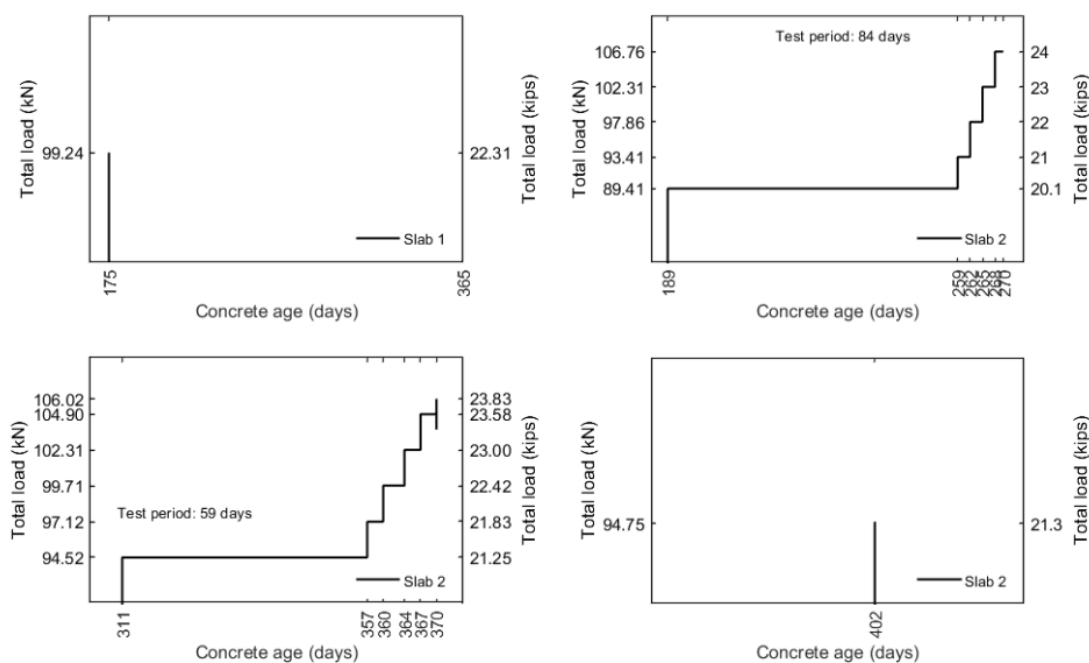 Total load (kN)
99.24
22.31
Total load (kips)
Slab 1
175
365
Concrete age (days)
Total load (kN)
106.76
102.31
97.86
93.41
89.41
Test period: 84 days
24
23
22
21
20.1
Total load (kips)
Slab 2
189
259
262
265
268
270
Concrete age (days)
Total load (kN)
106.02
104.90
102.31
99.71
97.12
94.52
Test period: 59 days
23.83
23.58
23.00
22.42
21.83
21.25
Total load (kips)
Slab 2
311
357
360
364
367
370
Concrete age (days)
Total load (kN)
94.75
21.3
Total load (kips)
Slab 2
402
Concrete age (days)